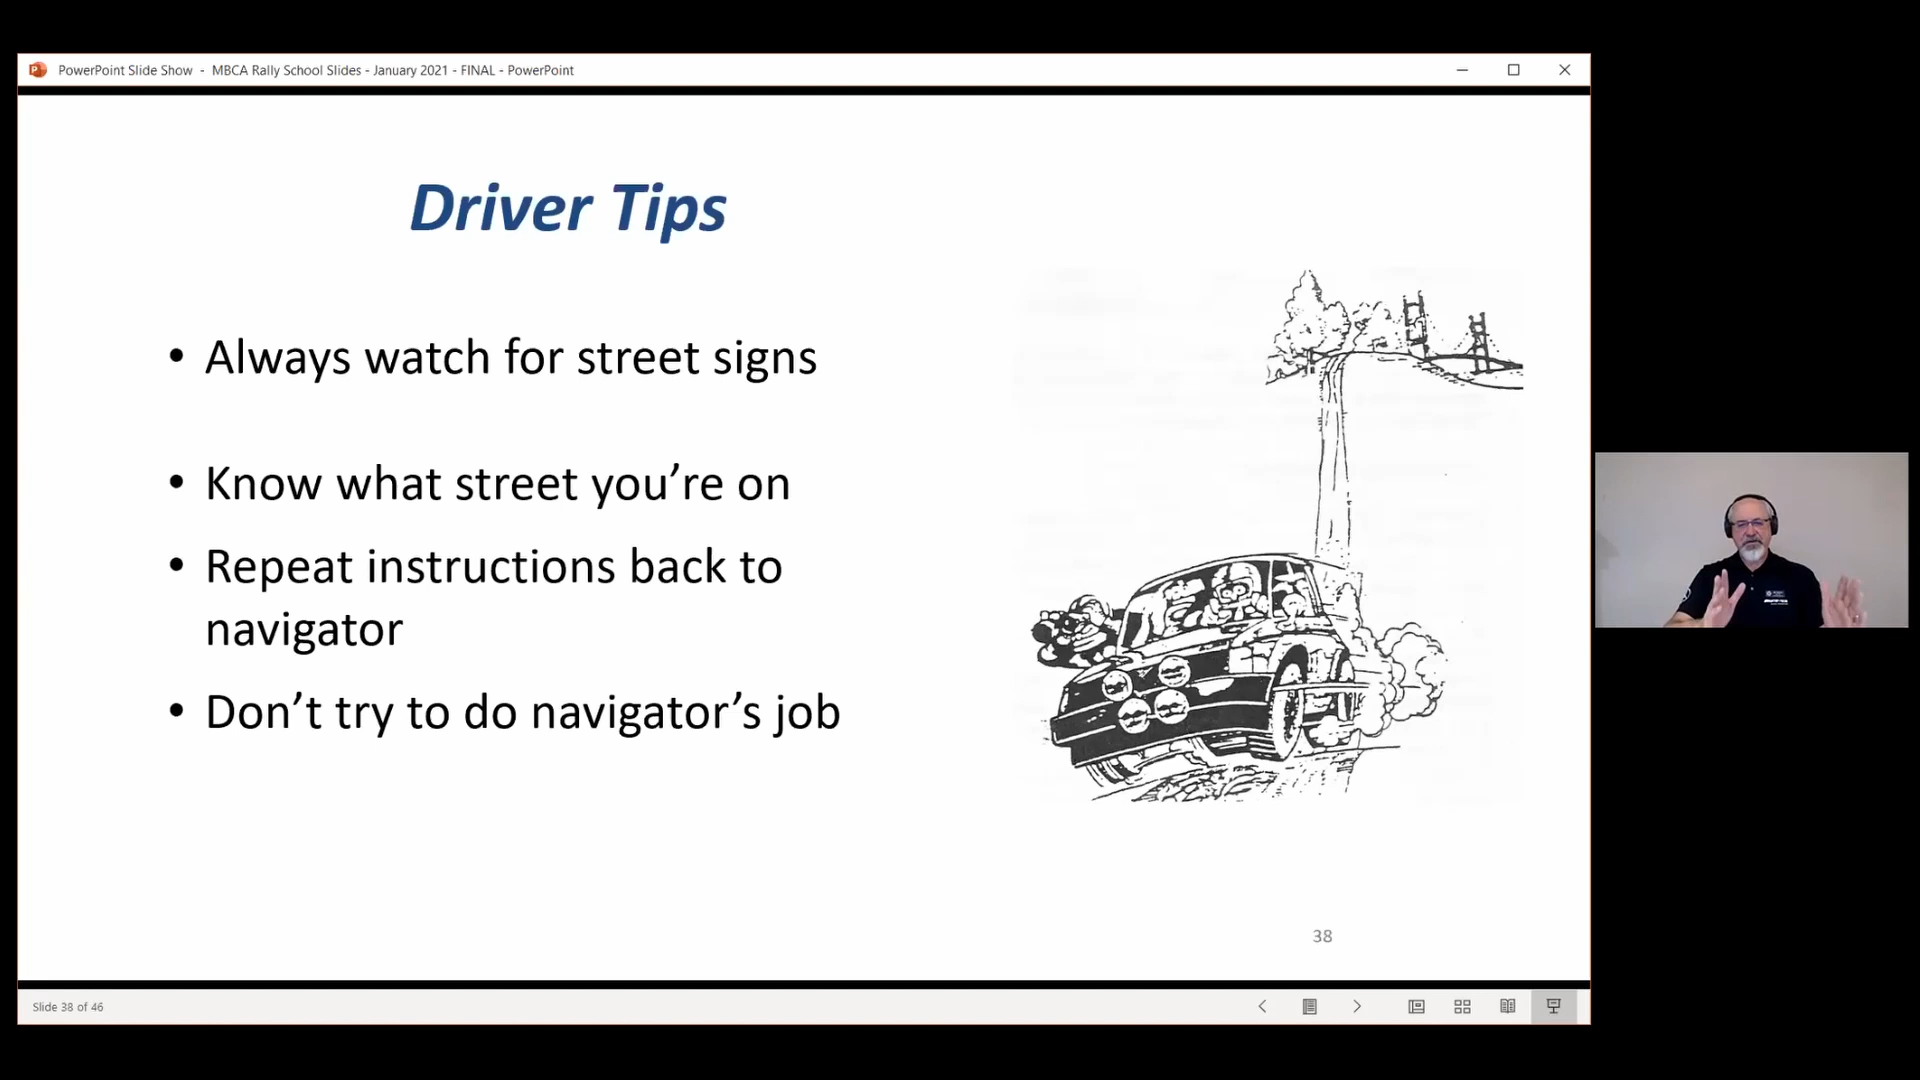 PowerPoint Slide Show - MBCA Rally School Slides - January 2021 - FINAL - PowerPoint
Driver Tips
• Always watch for street signs
• Know what street you’re on
• Repeat instructions back to
navigator
• Don’t try to do navigator’s job
38
Slide 38 of 46